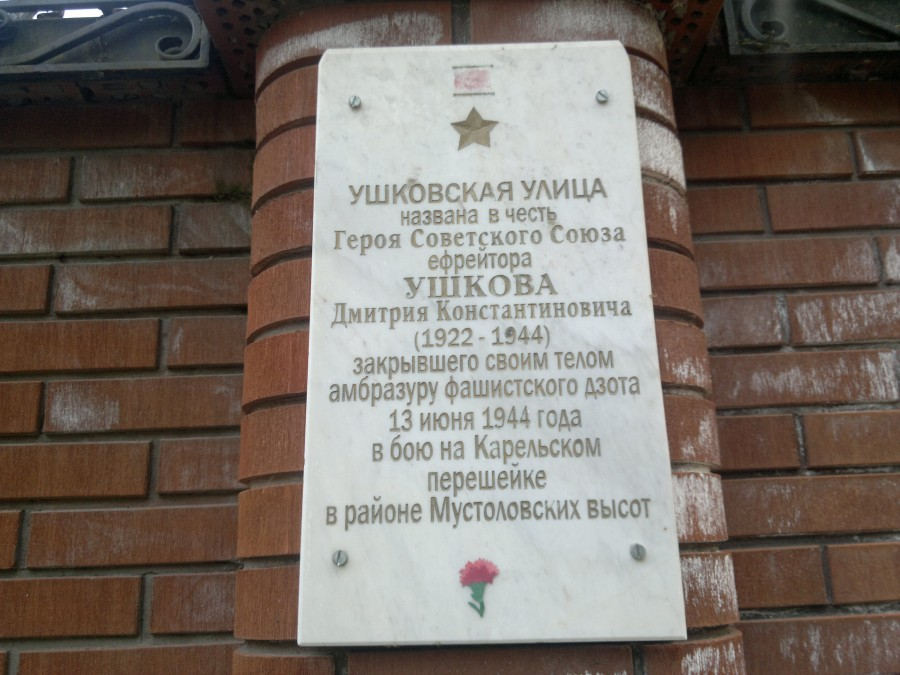 УШКОВСКАЯ УЛИЦА
названа в честь
Героя Советского Союза
ефрейтора
УШКОВА
Дмитрия Константиновича
(1922 - 1944)
закрывшего своим телом
амбразуру фашистского дзота
13 июня 1944 года
в бою на Карельском
перешейке
в районе Мустоловских высот